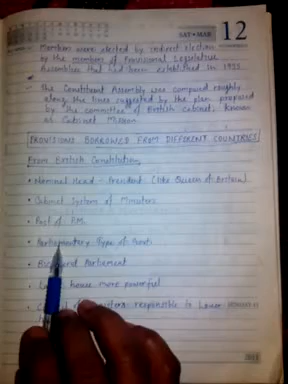 SAT • MAR 12
Members were elected by indirect election
by the members of Provisional Legislative
Assemblies that had been established in 1935.
The Constituent Assembly was composed roughly
along the lines suggested by the plan proposed
by the committee of British Cabinet, known
as Cabinet Mission
PROVISIONS BORROWED FROM DIFFERENT COUNTRIES
From British Constitution
• Nominal Head - President (like Queen of Britain)
• Cabinet System of Ministers
• Post of P.M.
• Parliamentary Type of Govt.
• Bicameral Parliament
• house more powerful
• responsible to Lower